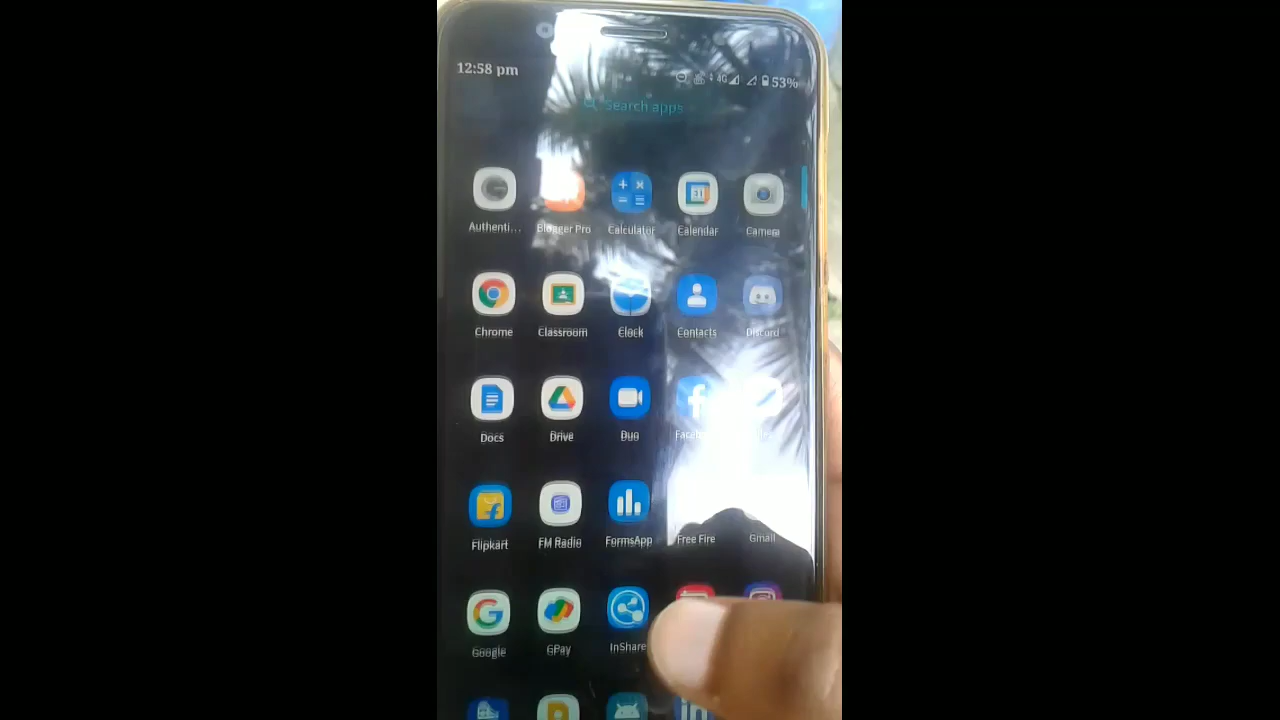 12:58 pm 4G 53%
Search apps
Authenti... Blogger Pro Calculator Calendar Camera
Chrome Classroom Clock Contacts Discord
Docs Drive Duo
Flipkart FM Radio FormsApp Free Fire Gmail
Google GPay InShare